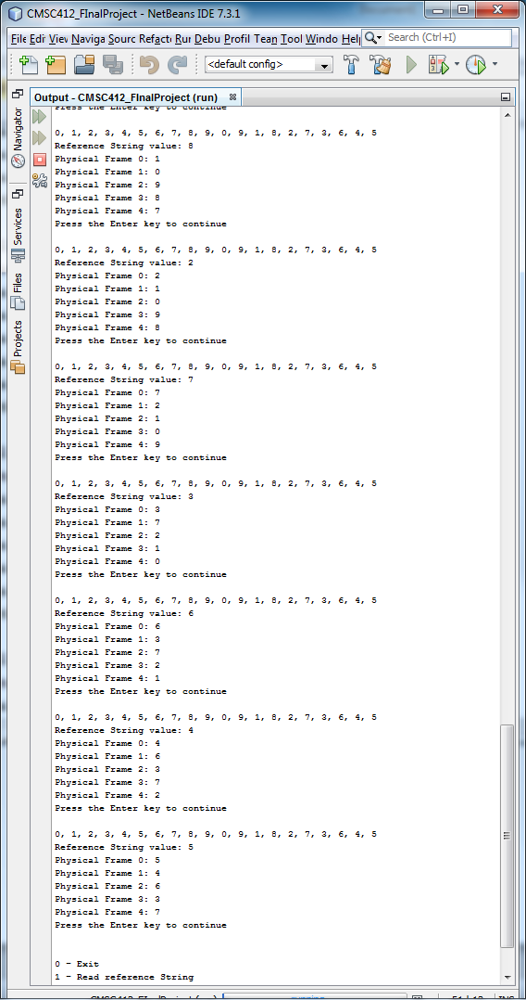 CMSC412_FInalProject - NetBeans IDE 7.3.1
File Edit View Naviga Sourc Refacto Run Debu Profil Team Tool Windo Help Search (Ctrl+I)
<default config>
Output - CMSC412_FInalProject (run)
Navigator
Services
Files
Projects
Press the Enter key to continue
0, 1, 2, 3, 4, 5, 6, 7, 8, 9, 0, 9, 1, 8, 2, 7, 3, 6, 4, 5
Reference String value: 8
Physical Frame 0: 1
Physical Frame 1: 0
Physical Frame 2: 9
Physical Frame 3: 8
Physical Frame 4: 7
Press the Enter key to continue
0, 1, 2, 3, 4, 5, 6, 7, 8, 9, 0, 9, 1, 8, 2, 7, 3, 6, 4, 5
Reference String value: 2
Physical Frame 0: 2
Physical Frame 1: 1
Physical Frame 2: 0
Physical Frame 3: 9
Physical Frame 4: 8
Press the Enter key to continue
0, 1, 2, 3, 4, 5, 6, 7, 8, 9, 0, 9, 1, 8, 2, 7, 3, 6, 4, 5
Reference String value: 7
Physical Frame 0: 7
Physical Frame 1: 2
Physical Frame 2: 1
Physical Frame 3: 0
Physical Frame 4: 9
Press the Enter key to continue
0, 1, 2, 3, 4, 5, 6, 7, 8, 9, 0, 9, 1, 8, 2, 7, 3, 6, 4, 5
Reference String value: 3
Physical Frame 0: 3
Physical Frame 1: 7
Physical Frame 2: 2
Physical Frame 3: 1
Physical Frame 4: 0
Press the Enter key to continue
0, 1, 2, 3, 4, 5, 6, 7, 8, 9, 0, 9, 1, 8, 2, 7, 3, 6, 4, 5
Reference String value: 6
Physical Frame 0: 6
Physical Frame 1: 3
Physical Frame 2: 7
Physical Frame 3: 2
Physical Frame 4: 1
Press the Enter key to continue
0, 1, 2, 3, 4, 5, 6, 7, 8, 9, 0, 9, 1, 8, 2, 7, 3, 6, 4, 5
Reference String value: 4
Physical Frame 0: 4
Physical Frame 1: 6
Physical Frame 2: 3
Physical Frame 3: 7
Physical Frame 4: 2
Press the Enter key to continue
0, 1, 2, 3, 4, 5, 6, 7, 8, 9, 0, 9, 1, 8, 2, 7, 3, 6, 4, 5
Reference String value: 5
Physical Frame 0: 5
Physical Frame 1: 4
Physical Frame 2: 6
Physical Frame 3: 3
Physical Frame 4: 7
Press the Enter key to continue
0 - Exit
1 - Read reference String